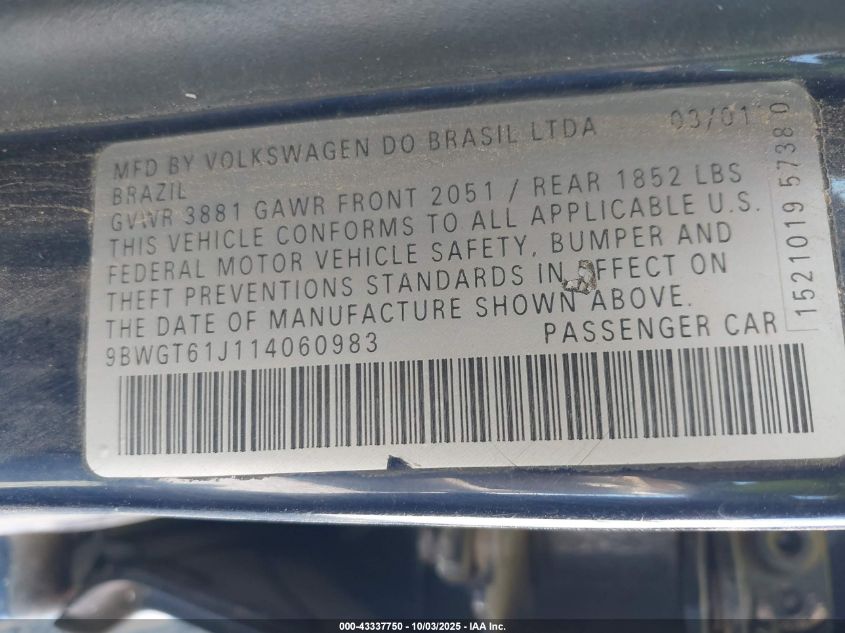 MFD BY VOLKSWAGEN DO BRASIL LTDA 03/01
BRAZIL
GVWR 3881 GAWR FRONT 2051 / REAR 1852 LBS
THIS VEHICLE CONFORMS TO ALL APPLICABLE U.S.
FEDERAL MOTOR VEHICLE SAFETY, BUMPER AND
THEFT PREVENTIONS STANDARDS IN EFFECT ON
THE DATE OF MANUFACTURE SHOWN ABOVE.
9BWGT61J114060983 PASSENGER CAR
1521019 57380
000-43337750 - 10/03/2025 - IAA Inc.